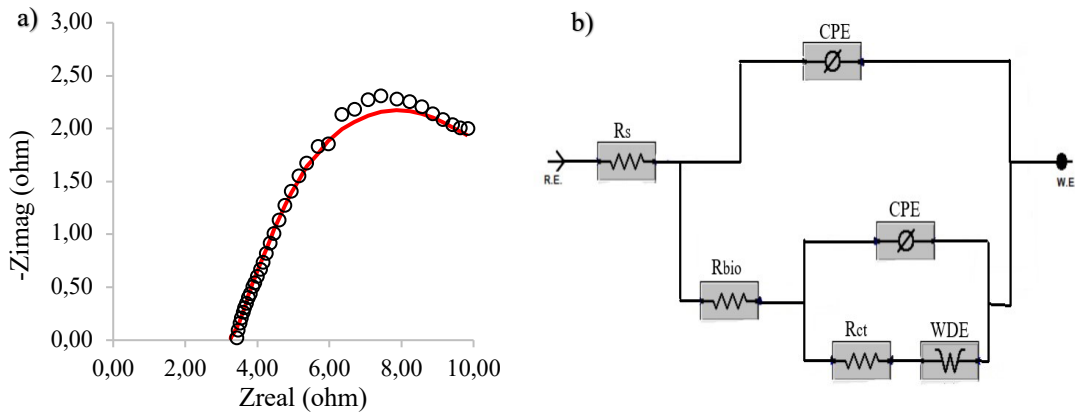 a)
3,00
2,50
2,00
1,50
1,00
0,50
0,00
-Zimag (ohm)
0,00 2,00 4,00 6,00 8,00 10,00
Zreal (ohm)
b)
CPE
Rs
R.E.
W.E
CPE
Rbio
Rct WDE